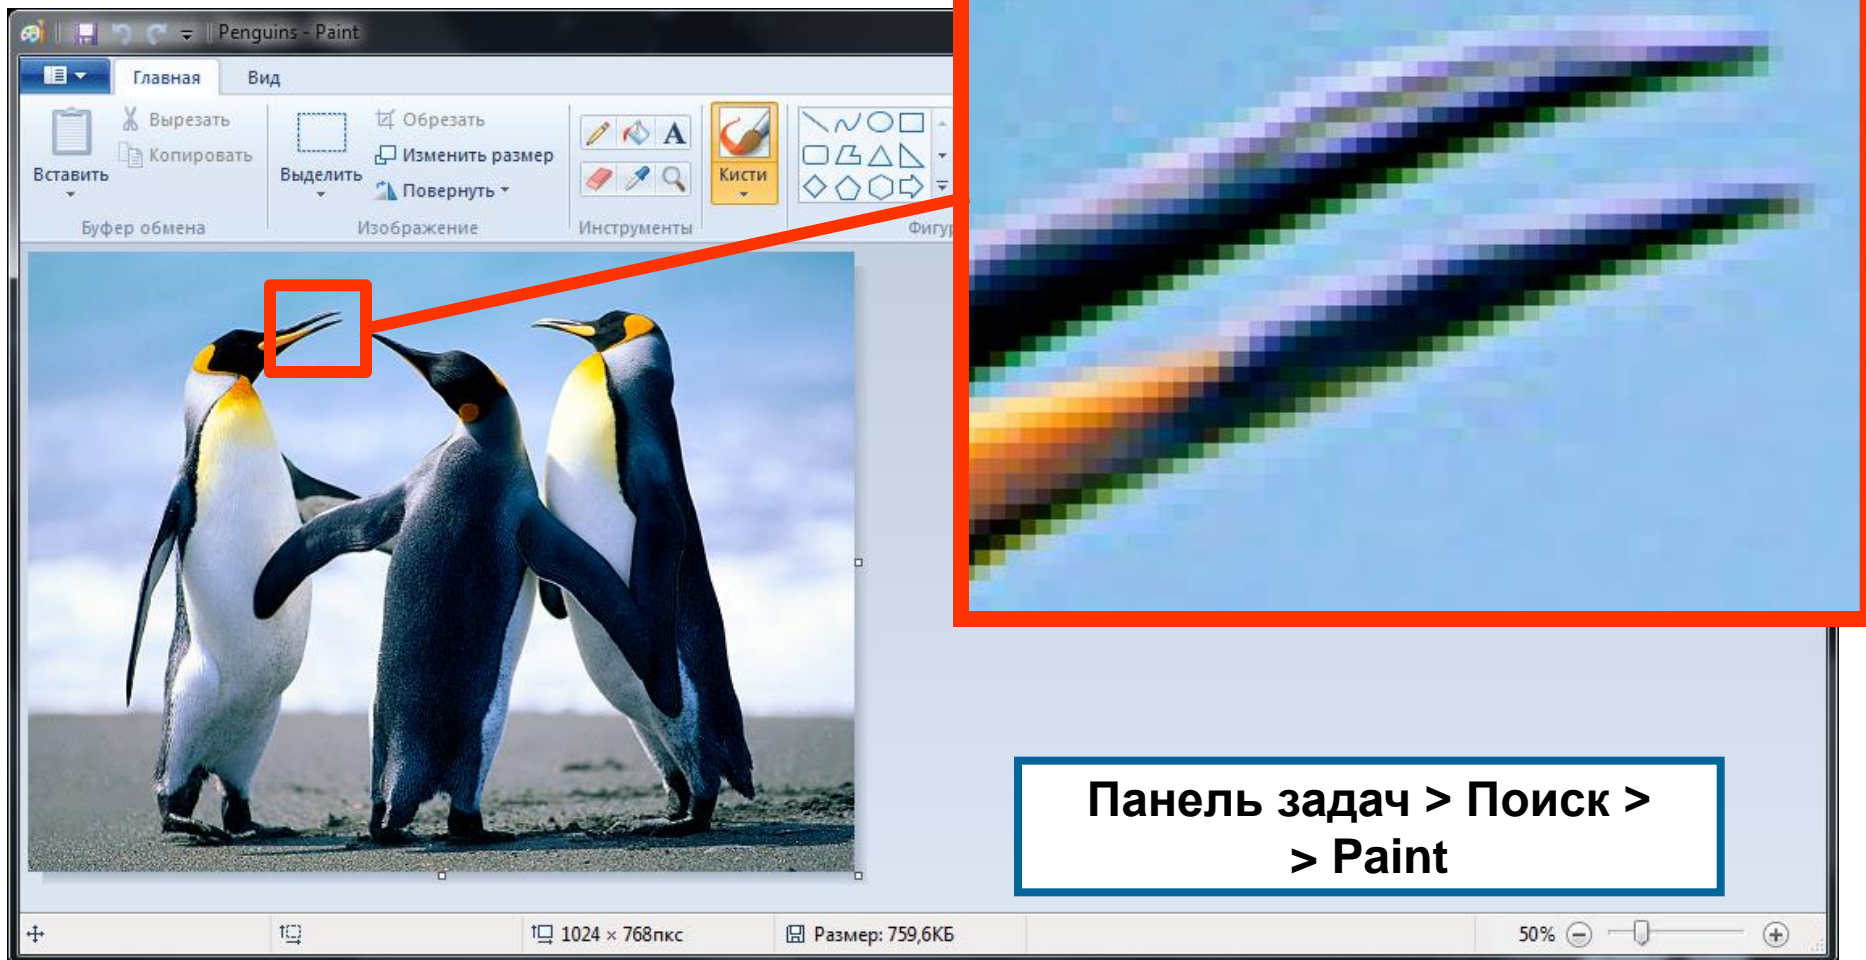 Penguins - Paint
Главная Вид
Вырезать
Копировать
Вставить
Буфер обмена
Выделить
Обрезать
Изменить размер
Повернуть
Изображение
A
Инструменты
Кисти
Фигур
Панель задач > Поиск >
> Paint
1024 × 768пкс
Размер: 759,6КБ
50%